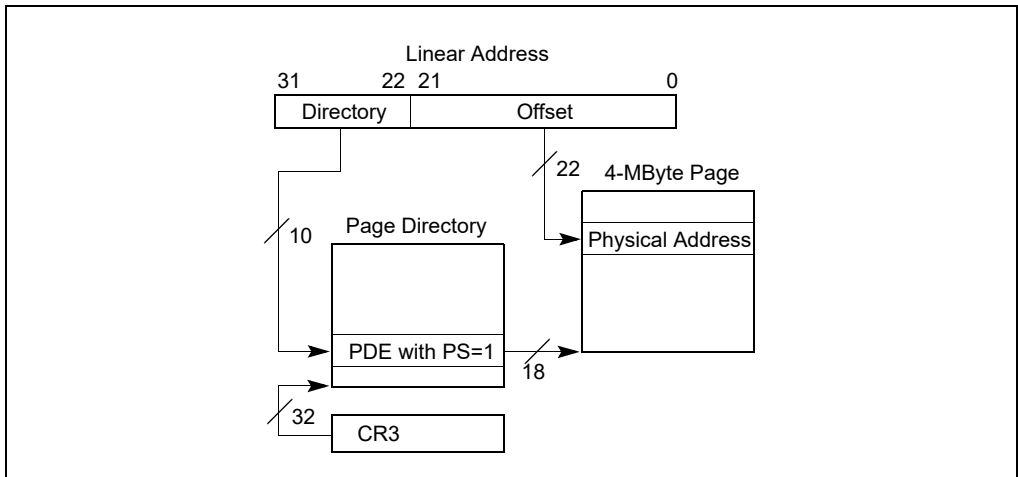 Linear Address
31 22 21 0
Directory Offset
22
4-MByte Page
10
Page Directory
Physical Address
PDE with PS=1
18
32
CR3